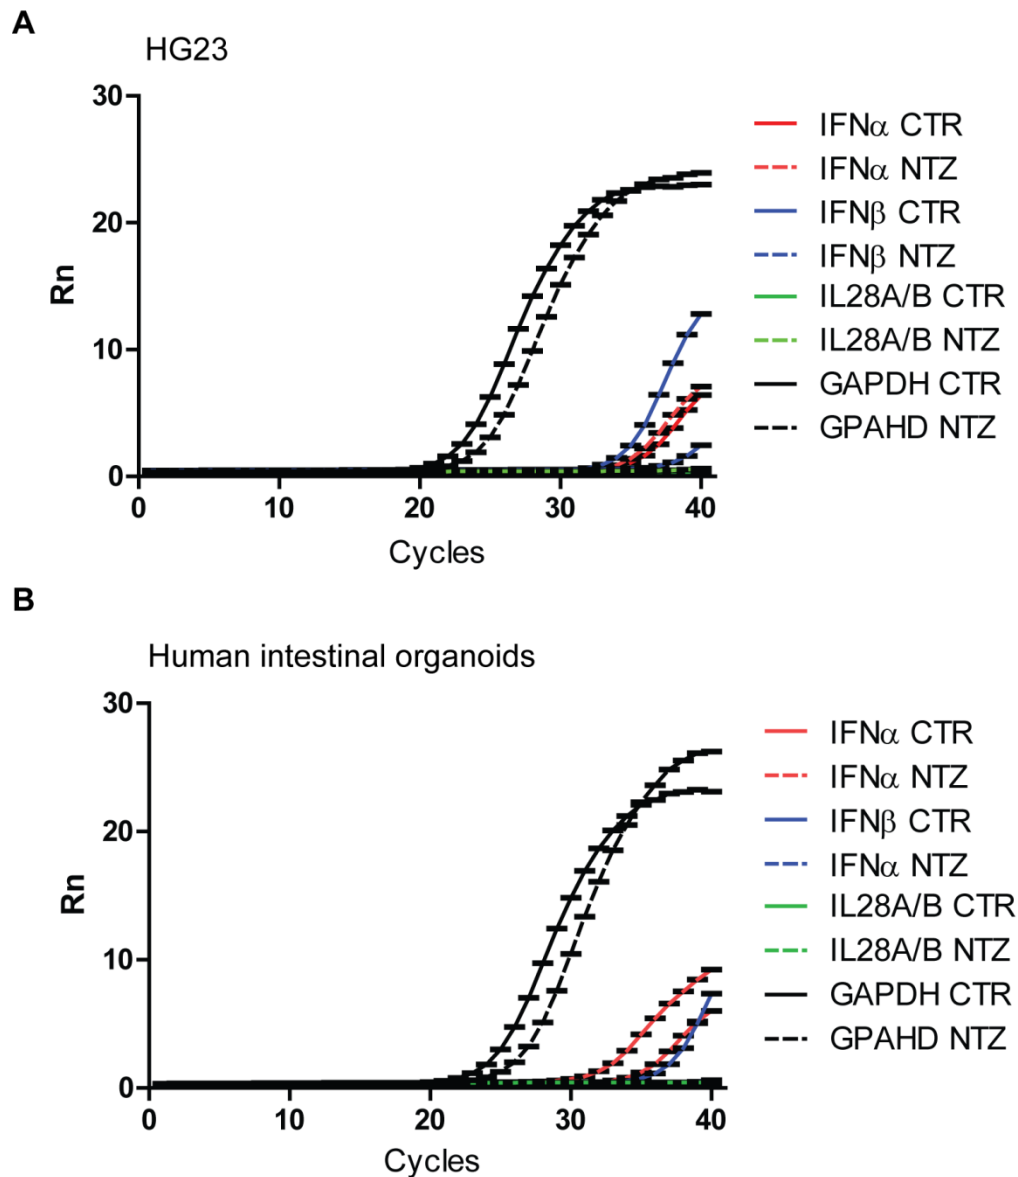 A
HG23
30
20
10
0
Rn
0 10 20 30 40
Cycles
IFNα CTR
IFNα NTZ
IFNβ CTR
IFNβ NTZ
IL28A/B CTR
IL28A/B NTZ
GAPDH CTR
GPAHD NTZ
B
Human intestinal organoids
30
20
10
0
Rn
0 10 20 30 40
Cycles
IFNα CTR
IFNα NTZ
IFNβ CTR
IFNα NTZ
IL28A/B CTR
IL28A/B NTZ
GAPDH CTR
GPAHD NTZ